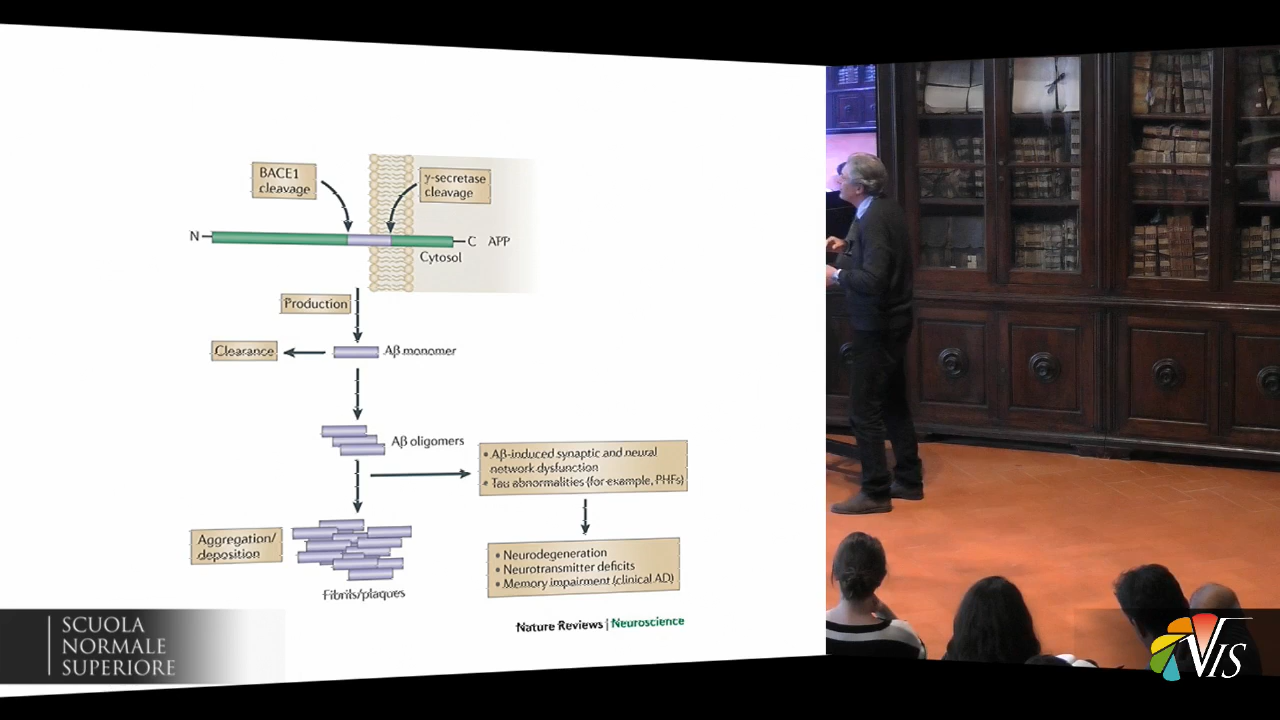 BACE1
cleavage
γ-secretase
cleavage
N
C APP
Cytosol
Production
Clearance
Aβ monomer
Aβ oligomers
• Aβ-induced synaptic and neural
network dysfunction
• Tau abnormalities (for example, PHFs)
Aggregation/
deposition
• Neurodegeneration
• Neurotransmitter deficits
• Memory impairment (clinical AD)
Fibrils/plaques
Nature Reviews | Neuroscience
SCUOLA
NORMALE
SUPERIORE
VIS